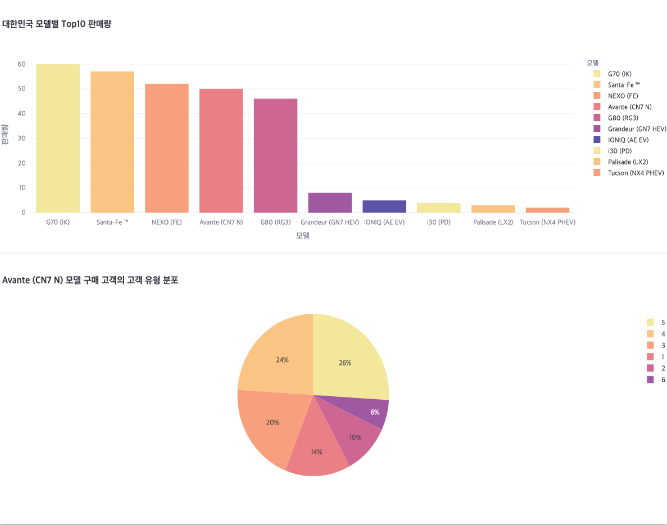 대한민국 모델별 Top10 판매량
60
50
40
30
20
10
0
판매량
G70 (IK)
Santa-Fe ™
NEXO (FE)
Avante (CN7 N)
G80 (RG3)
Grandeur (GN7 HEV)
IONIQ (AE EV)
i30 (PD)
Palisade (LX2)
Tucson (NX4 PHEV)
모델
모델
G70 (IK)
Santa-Fe ™
NEXO (FE)
Avante (CN7 N)
G80 (RG3)
Grandeur (GN7 HEV)
IONIQ (AE EV)
i30 (PD)
Palisade (LX2)
Tucson (NX4 PHEV)
Avante (CN7 N) 모델 구매 고객의 고객 유형 분포
24%
26%
6%
20%
10%
14%
5
4
3
1
2
6